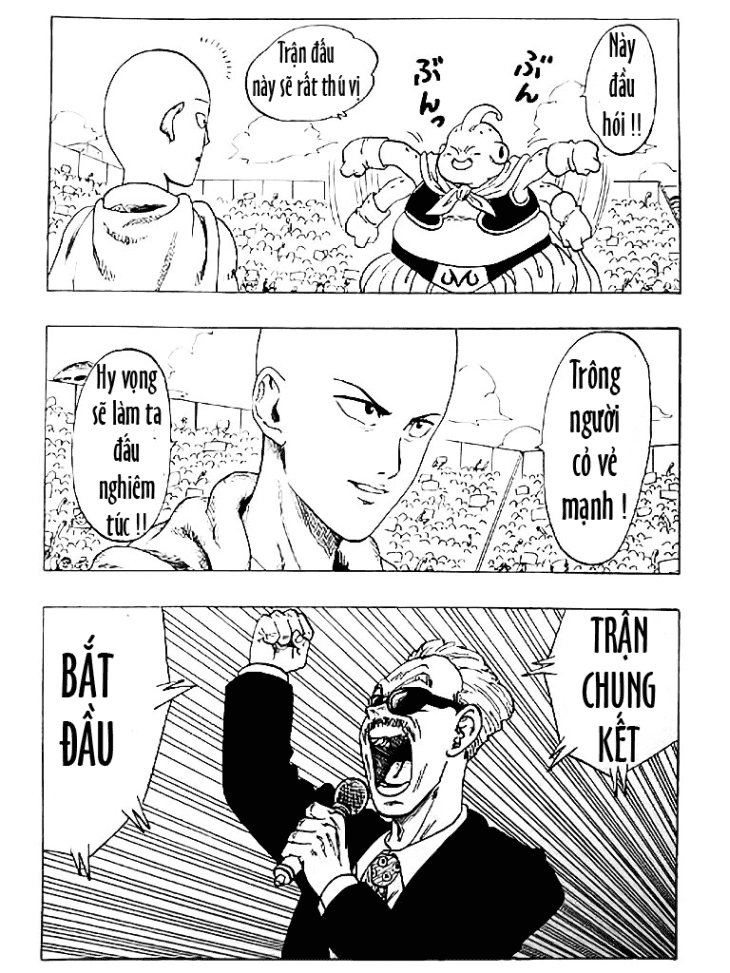 Này
đầu
hói !!
Trận đấu
này sẽ rất thú vị
ぶん
ぶんっ
Trông
người
có vẻ
mạnh !
Hy vọng
sẽ làm ta
đấu
nghiêm
túc !!
TRẬN
CHUNG
KẾT
BẮT
ĐẦU